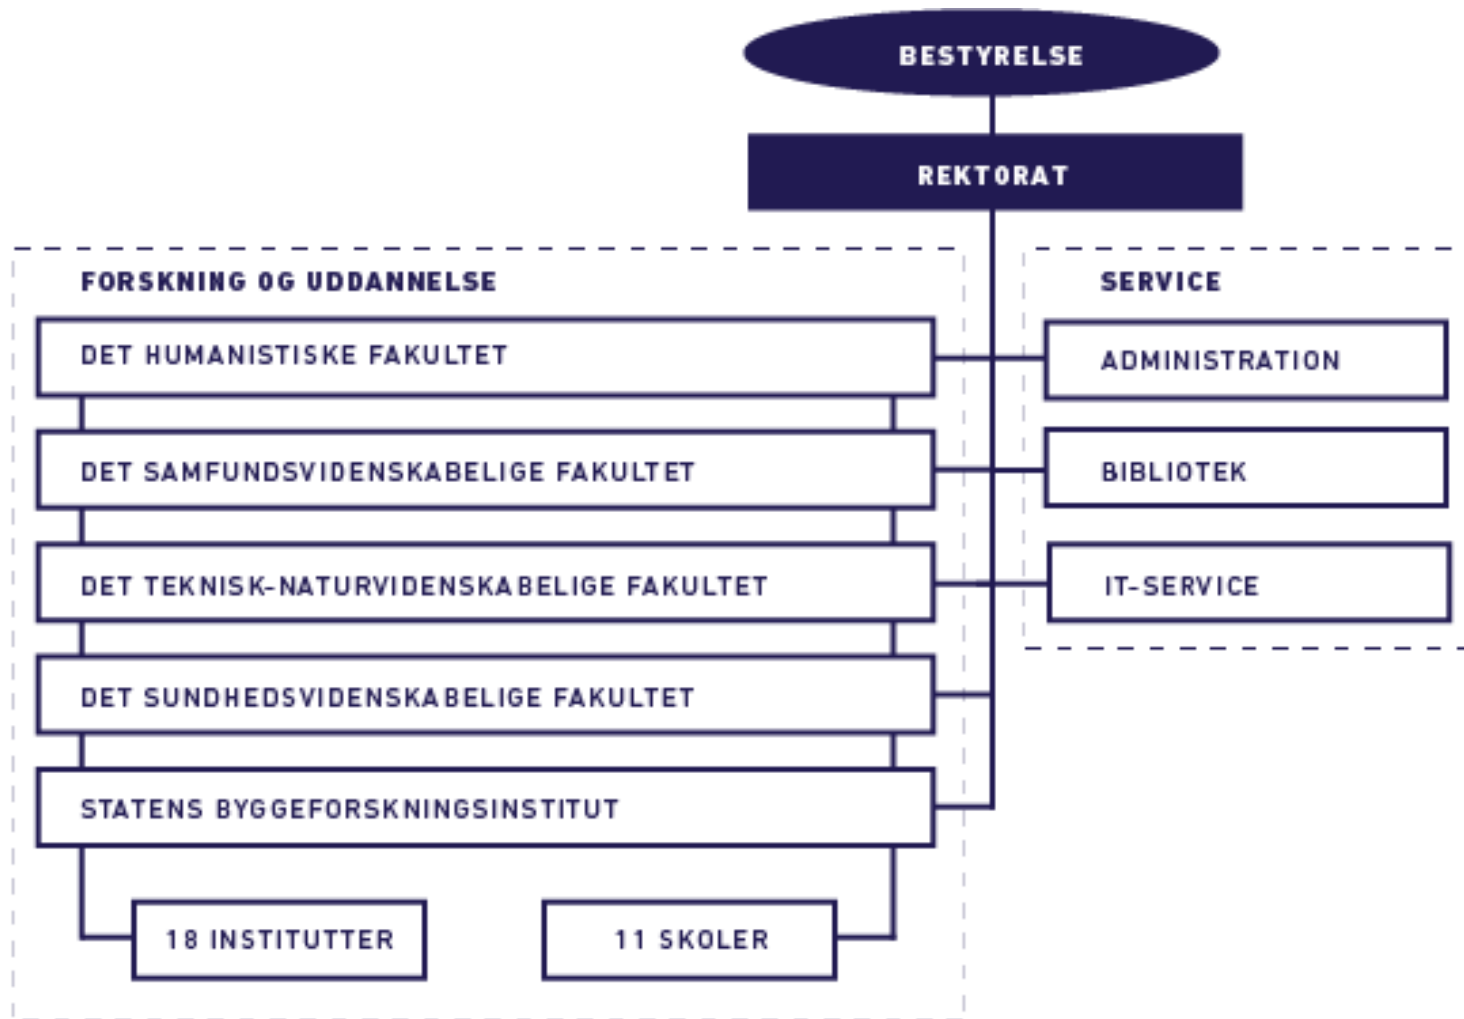 BESTYRELSE
REKTORAT
FORSKNING OG UDDANNELSE
DET HUMANISTISKE FAKULTET
DET SAMFUNDSVIDENSKABELIGE FAKULTET
DET TEKNISK-NATURVIDENSKABELIGE FAKULTET
DET SUNDHEDSVIDENSKABELIGE FAKULTET
STATENS BYGGEFORSKNINGSINSTITUT
18 INSTITUTTER
11 SKOLER
SERVICE
ADMINISTRATION
BIBLIOTEK
IT-SERVICE